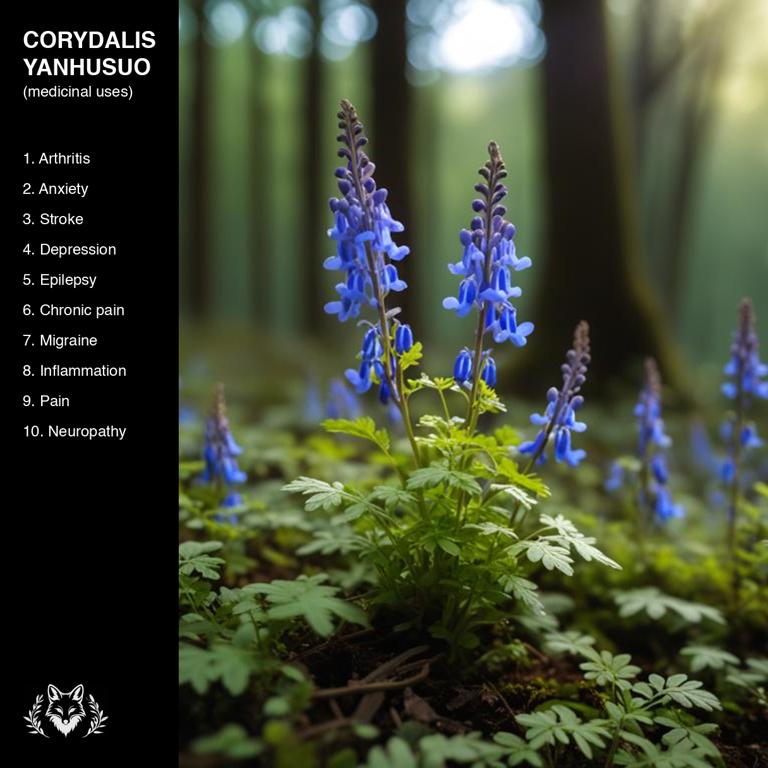 CORYDALIS
YANHUSUO
(medicinal uses)
1. Arthritis
2. Anxiety
3. Stroke
4. Depression
5. Epilepsy
6. Chronic pain
7. Migraine
8. Inflammation
9. Pain
10. Neuropathy